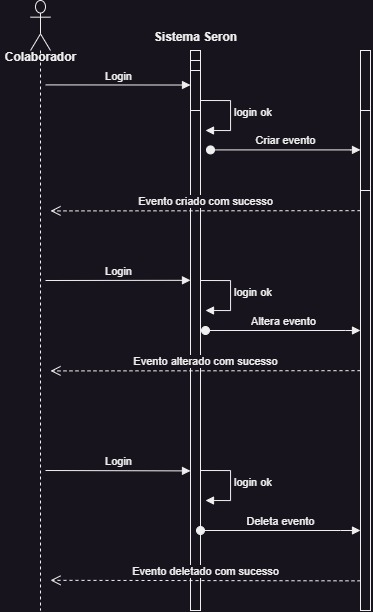 Sistema Seron
Colaborador
Login
login ok
Criar evento
Evento criado com sucesso
Login
login ok
Altera evento
Evento alterado com sucesso
Login
login ok
Deleta evento
Evento deletado com sucesso